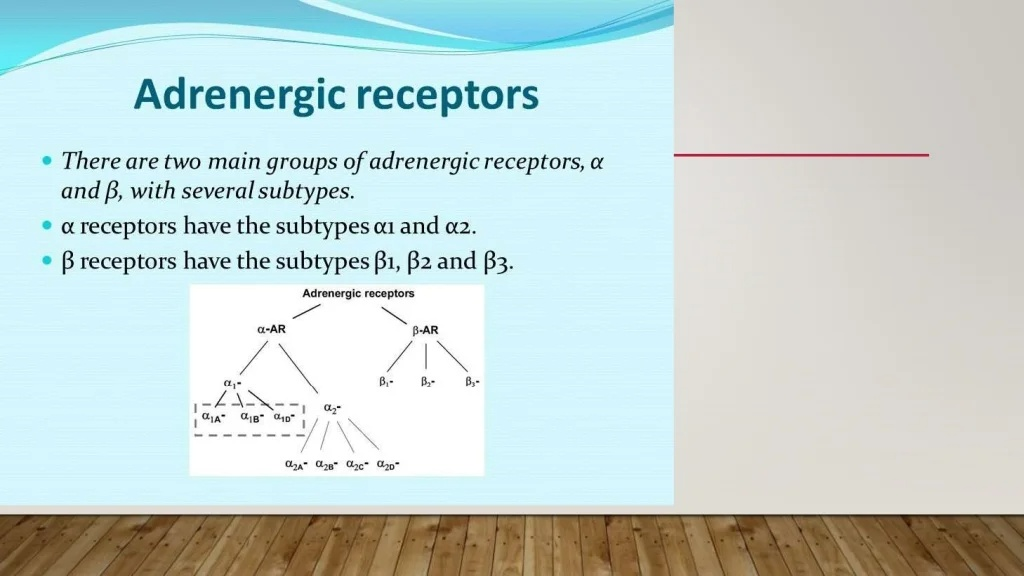 Adrenergic receptors
• There are two main groups of adrenergic receptors, α
and β, with several subtypes.
• α receptors have the subtypes α1 and α2.
• β receptors have the subtypes β1, β2 and β3.
Adrenergic receptors
α-AR β-AR
α₁- β₁- β₂- β₃-
α₂-
α1A- α1B- α1D-
α2A- α2B- α2C- α2D-